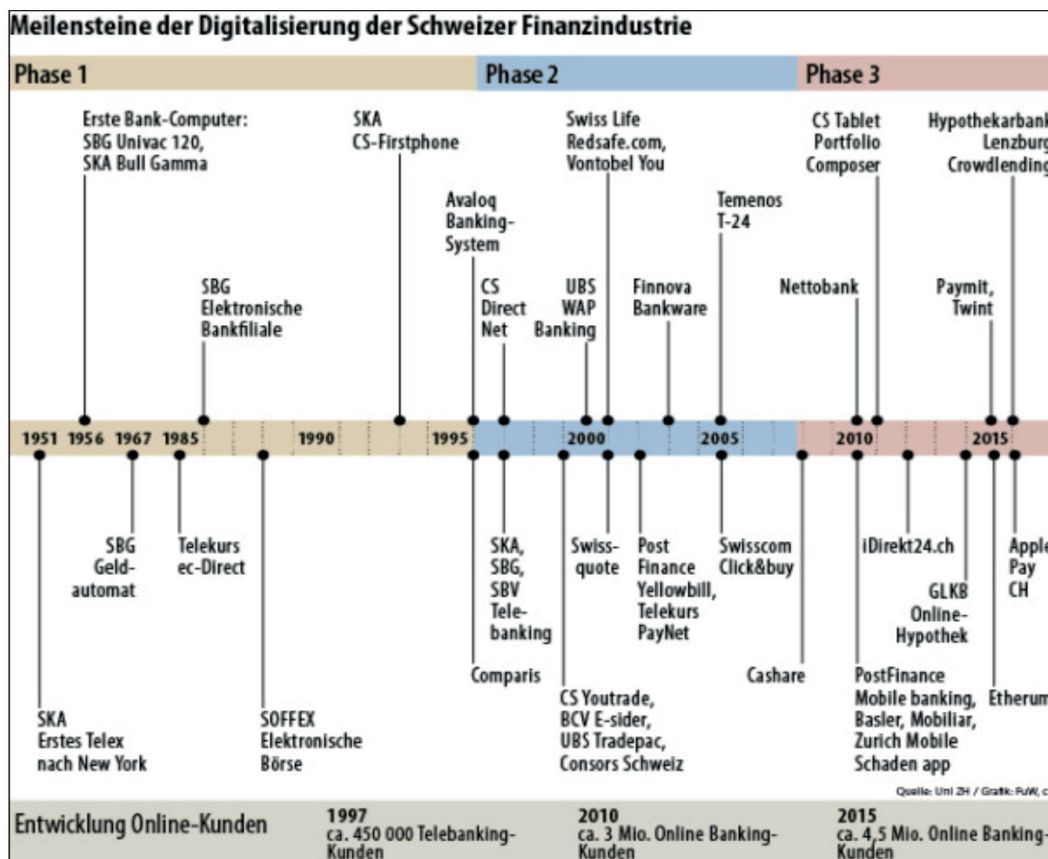 Meilensteine der Digitalisierung der Schweizer Finanzindustrie
Phase 1
Phase 2
Phase 3
Erste Bank-Computer:
SBG Univac 120,
SKA Bull Gamma
SKA
CS-Firstphone
Swiss Life
Redsafe.com,
Vontobel You
CS Tablet
Portfolio
Composer
Hypothekarbank
Lenzburg
Crowdlending
Avaloq
Banking-
System
Temenos
T-24
SBG
Elektronische
Bankfiliale
CS
Direct
Net
UBS
WAP
Banking
Finnova
Bankware
Nettobank
Paymit,
Twint
1951 1956 1967 1985 1990 1995 2000 2005 2010 2015
SBG
Geld-
automat
Telekurs
ec-Direct
SKA,
SBG,
SBV
Tele-
banking
Swiss-
quote
Post
Finance
Yellowbill,
Telekurs
PayNet
Swisscom
Click&buy
iDirekt24.ch
GLKB
Online-
Hypothek
Apple
Pay
CH
Comparis
Cashare
SKA
Erstes Telex
nach New York
SOFFEX
Elektronische
Börse
CS Youtrade,
BCV E-sider,
UBS Tradepac,
Consors Schweiz
PostFinance
Mobile banking,
Basler, Mobiliar,
Zurich Mobile
Schaden app
Etherum
Quelle: Uni ZH / Grafik: FuW, c
Entwicklung Online-Kunden
1997
ca. 450 000 Telebanking-
Kunden
2010
ca. 3 Mio. Online Banking-
Kunden
2015
ca. 4,5 Mio. Online Banking-
Kunden